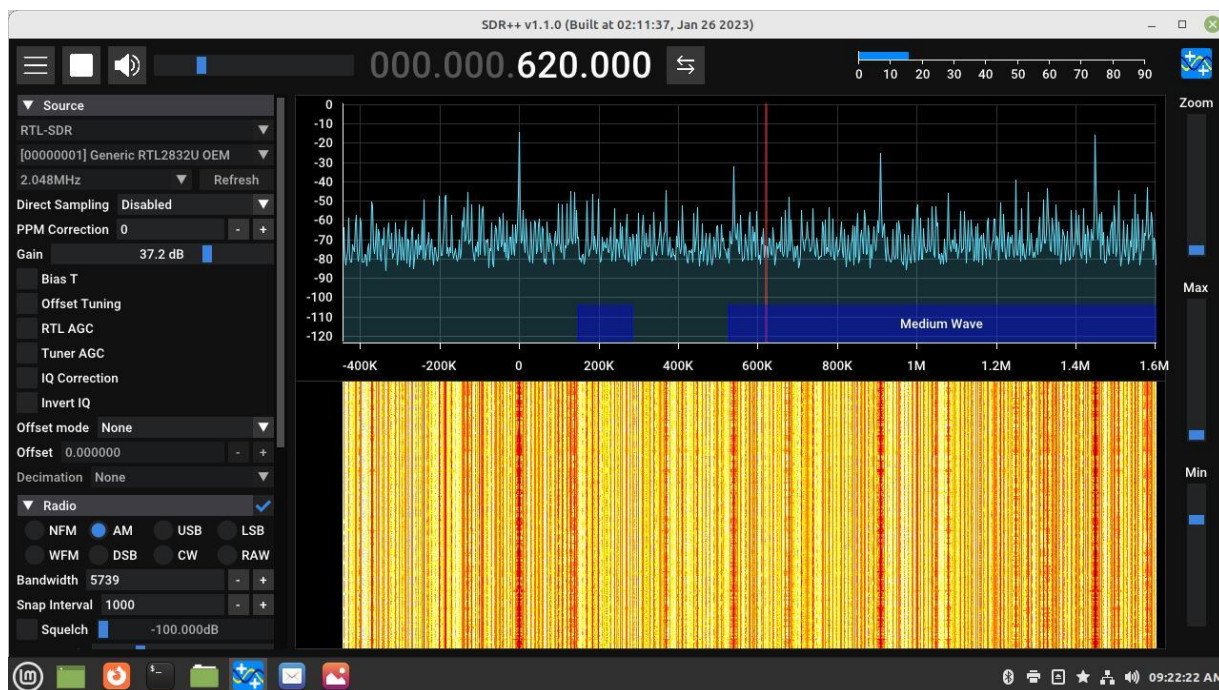 SDR++ v1.1.0 (Built at 02:11:37, Jan 26 2023)
000.000.620.000
0 10 20 30 40 50 60 70 80 90
Source
RTL-SDR
[00000001] Generic RTL2832U OEM
2.048MHz Refresh
Direct Sampling Disabled
PPM Correction 0 - +
Gain 37.2 dB
Bias T
Offset Tuning
RTL AGC
Tuner AGC
IQ Correction
Invert IQ
Offset mode None
Offset 0.000000 - +
Decimation None
Radio
NFM AM USB LSB
WFM DSB CW RAW
Bandwidth 5739 - +
Snap Interval 1000 - +
Squelch -100.000dB
0
-10
-20
-30
-40
-50
-60
-70
-80
-90
-100
-110
-120
Medium Wave
-400K -200K 0 200K 400K 600K 800K 1M 1.2M 1.4M 1.6M
Zoom
Max
Min
$_
09:22:22 AM